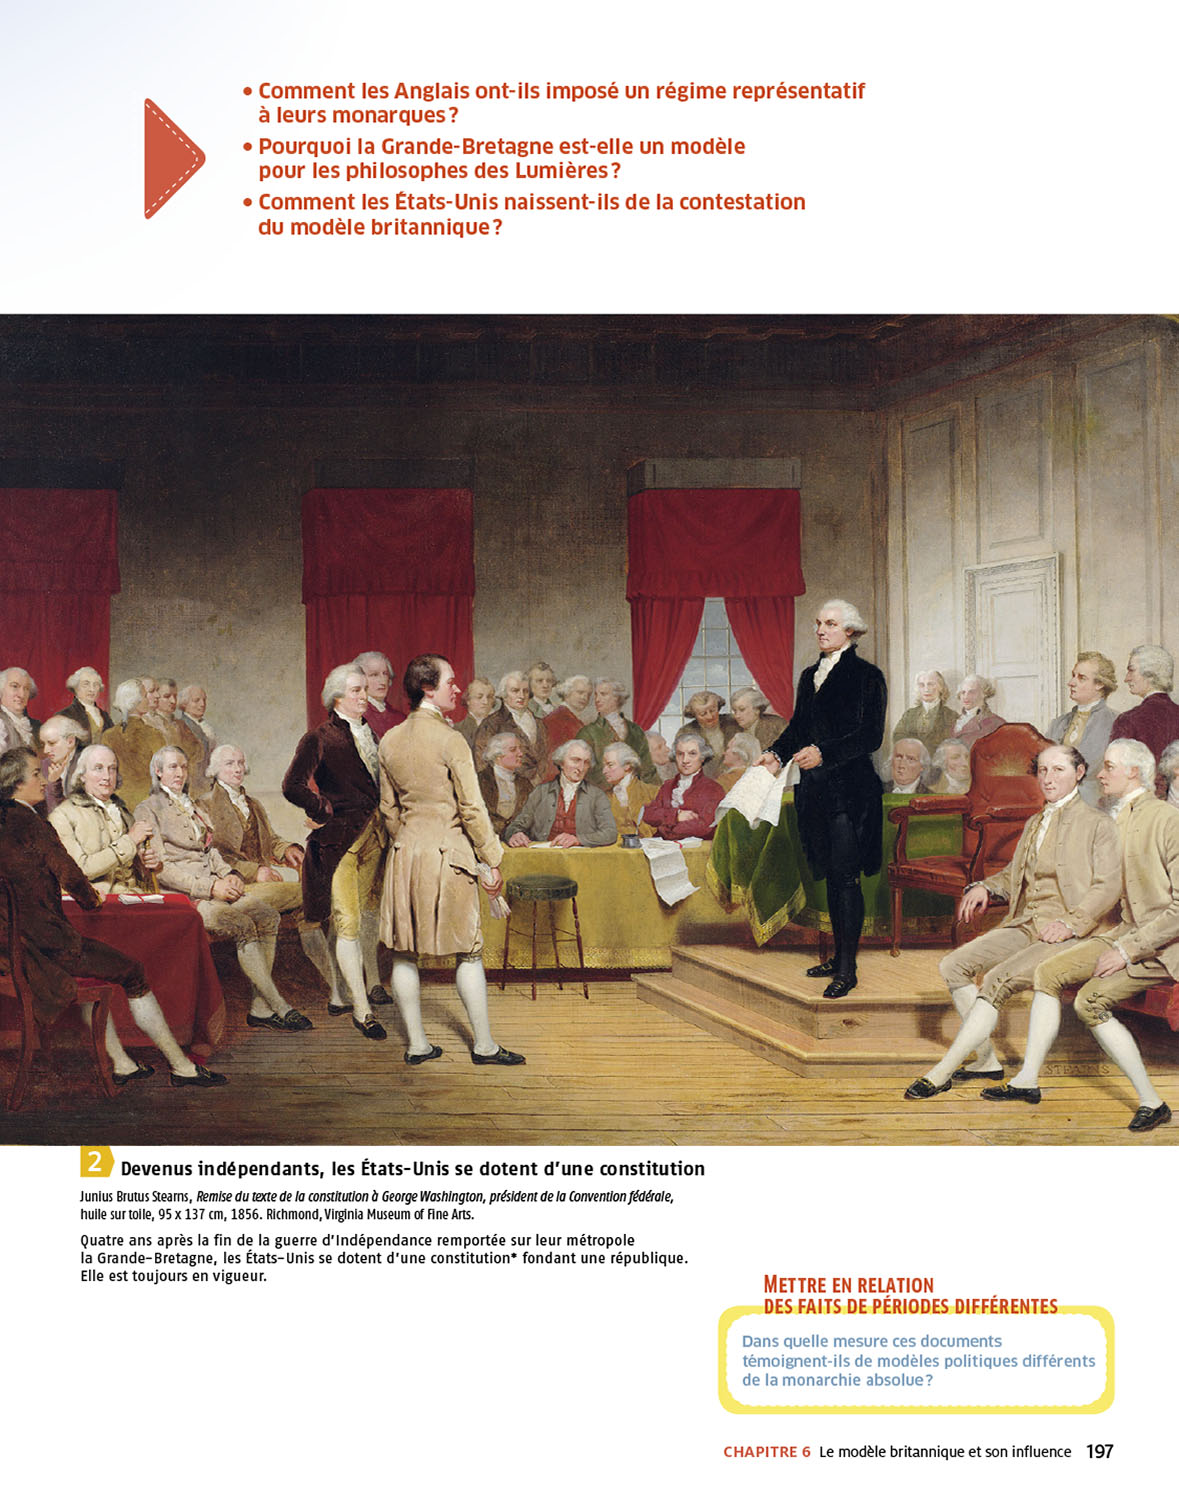 • Comment les Anglais ont-ils imposé un régime représentatif
à leurs monarques ?
• Pourquoi la Grande-Bretagne est-elle un modèle
pour les philosophes des Lumières ?
• Comment les États-Unis naissent-ils de la contestation
du modèle britannique ?
STEARNS
2 Devenus indépendants, les États-Unis se dotent d’une constitution
Junius Brutus Stearns, Remise du texte de la constitution à George Washington, président de la Convention fédérale,
huile sur toile, 95 x 137 cm, 1856. Richmond, Virginia Museum of Fine Arts.
Quatre ans après la fin de la guerre d’Indépendance remportée sur leur métropole
la Grande-Bretagne, les États-Unis se dotent d’une constitution* fondant une république.
Elle est toujours en vigueur.
METTRE EN RELATION
DES FAITS DE PÉRIODES DIFFÉRENTES
Dans quelle mesure ces documents
témoignent-ils de modèles politiques différents
de la monarchie absolue ?
CHAPITRE 6 Le modèle britannique et son influence 197